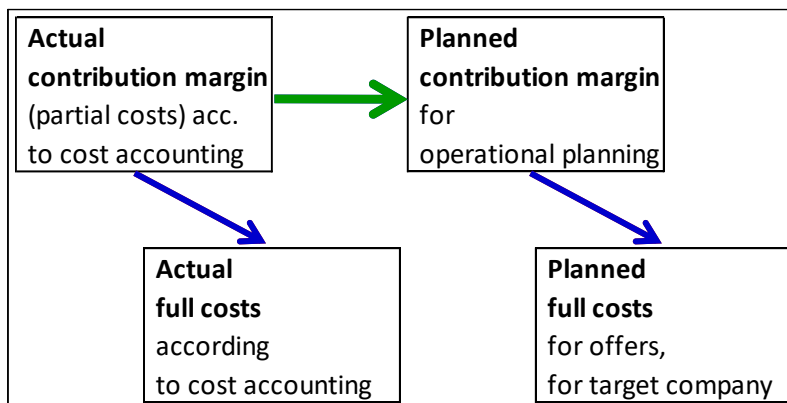 Actual
contribution margin
(partial costs) acc.
to cost accounting
Planned
contribution margin
for
operational planning
Actual
full costs
according
to cost accounting
Planned
full costs
for offers,
for target company